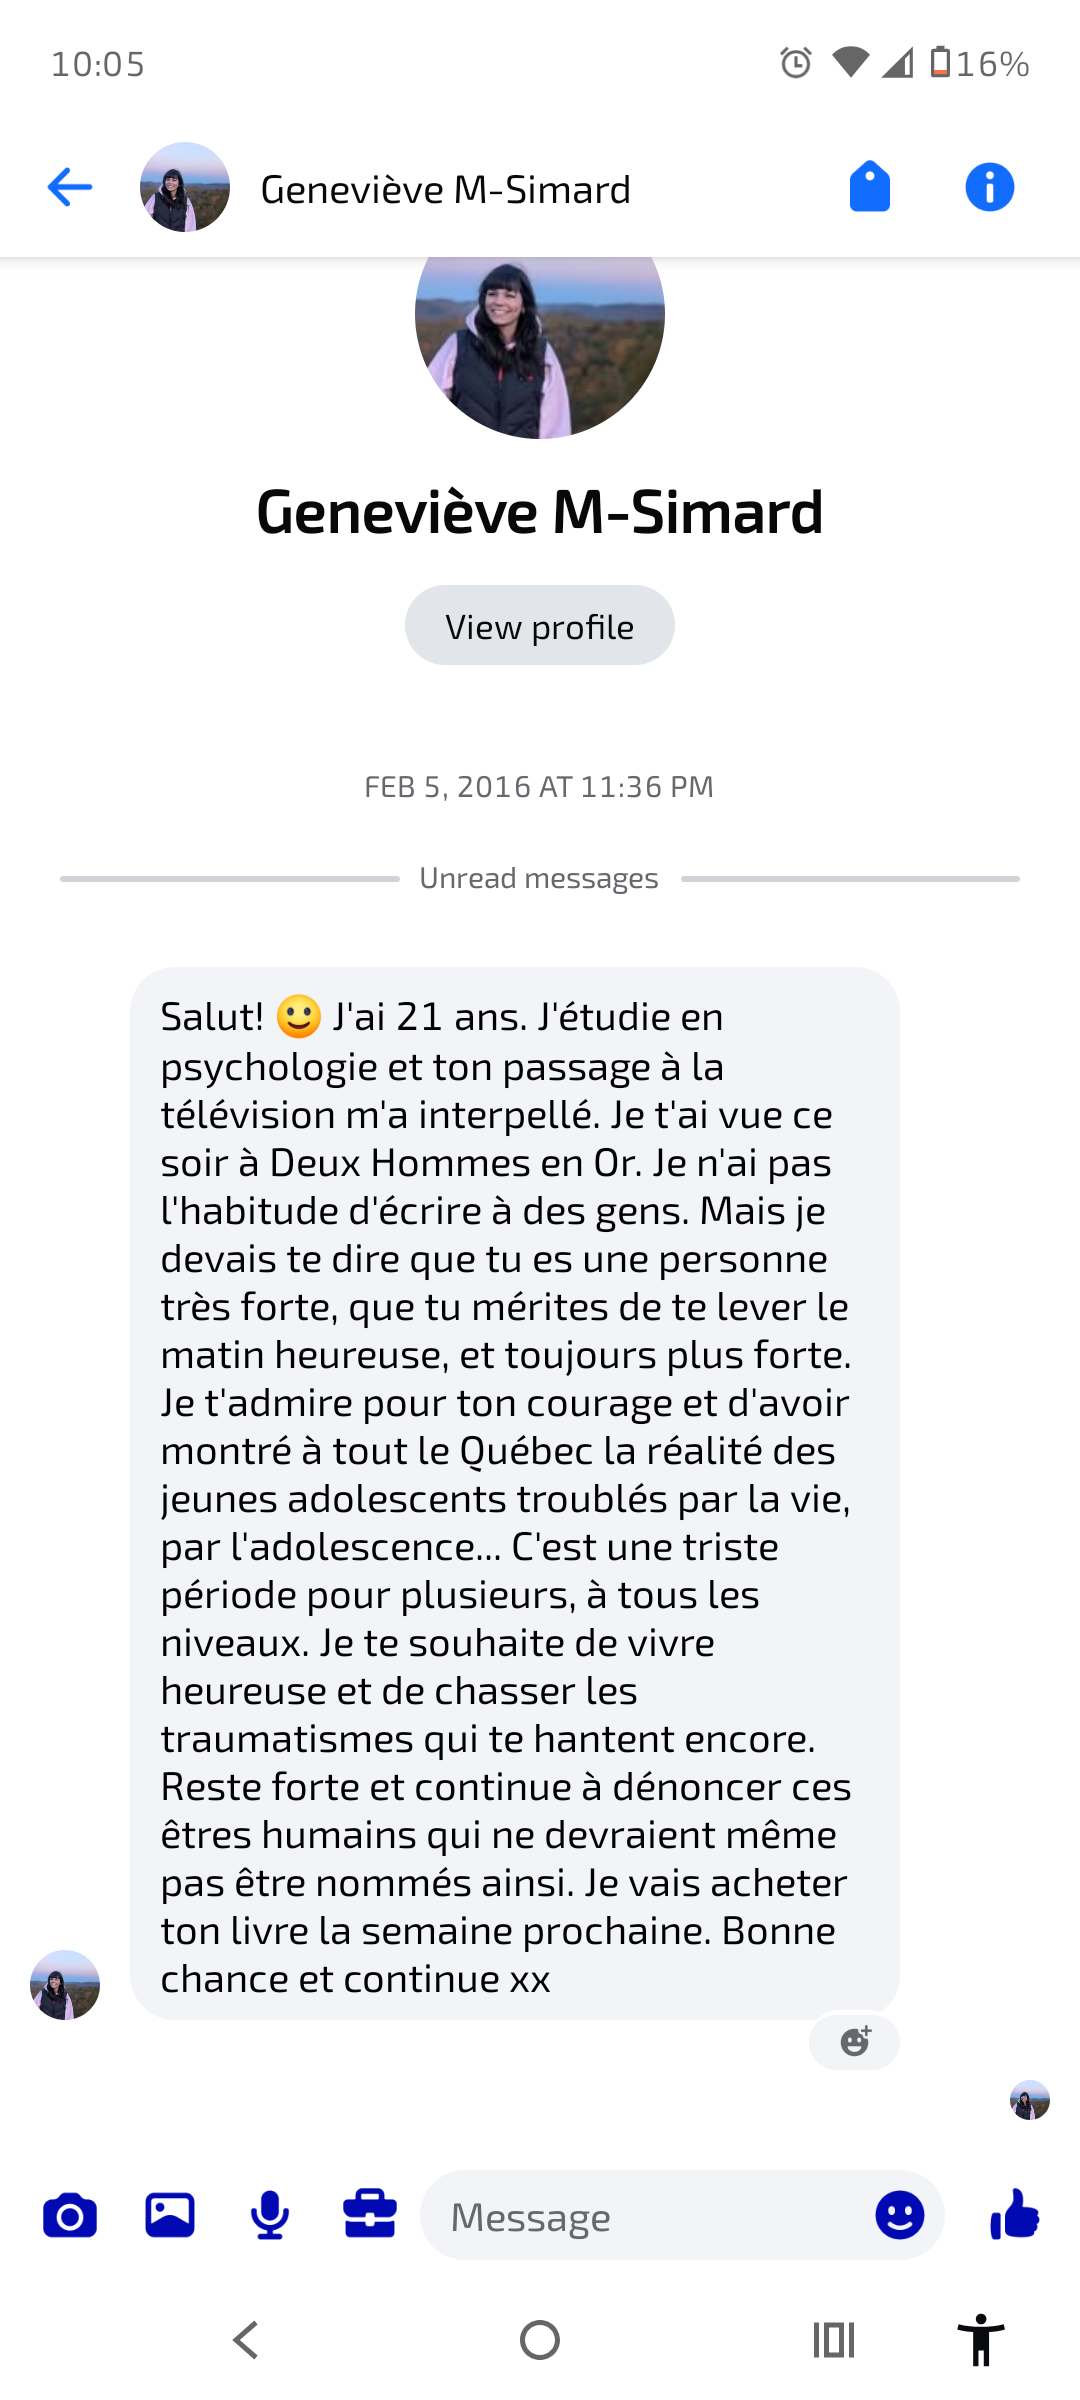 10:05
16%
Geneviève M-Simard
Geneviève M-Simard
View profile
FEB 5, 2016 AT 11:36 PM
Unread messages
Salut! 🙂 J'ai 21 ans. J'étudie en
psychologie et ton passage à la
télévision m'a interpellé. Je t'ai vue ce
soir à Deux Hommes en Or. Je n'ai pas
l'habitude d'écrire à des gens. Mais je
devais te dire que tu es une personne
très forte, que tu mérites de te lever le
matin heureuse, et toujours plus forte.
Je t'admire pour ton courage et d'avoir
montré à tout le Québec la réalité des
jeunes adolescents troublés par la vie,
par l'adolescence... C'est une triste
période pour plusieurs, à tous les
niveaux. Je te souhaite de vivre
heureuse et de chasser les
traumatismes qui te hantent encore.
Reste forte et continue à dénoncer ces
êtres humains qui ne devraient même
pas être nommés ainsi. Je vais acheter
ton livre la semaine prochaine. Bonne
chance et continue xx
Message